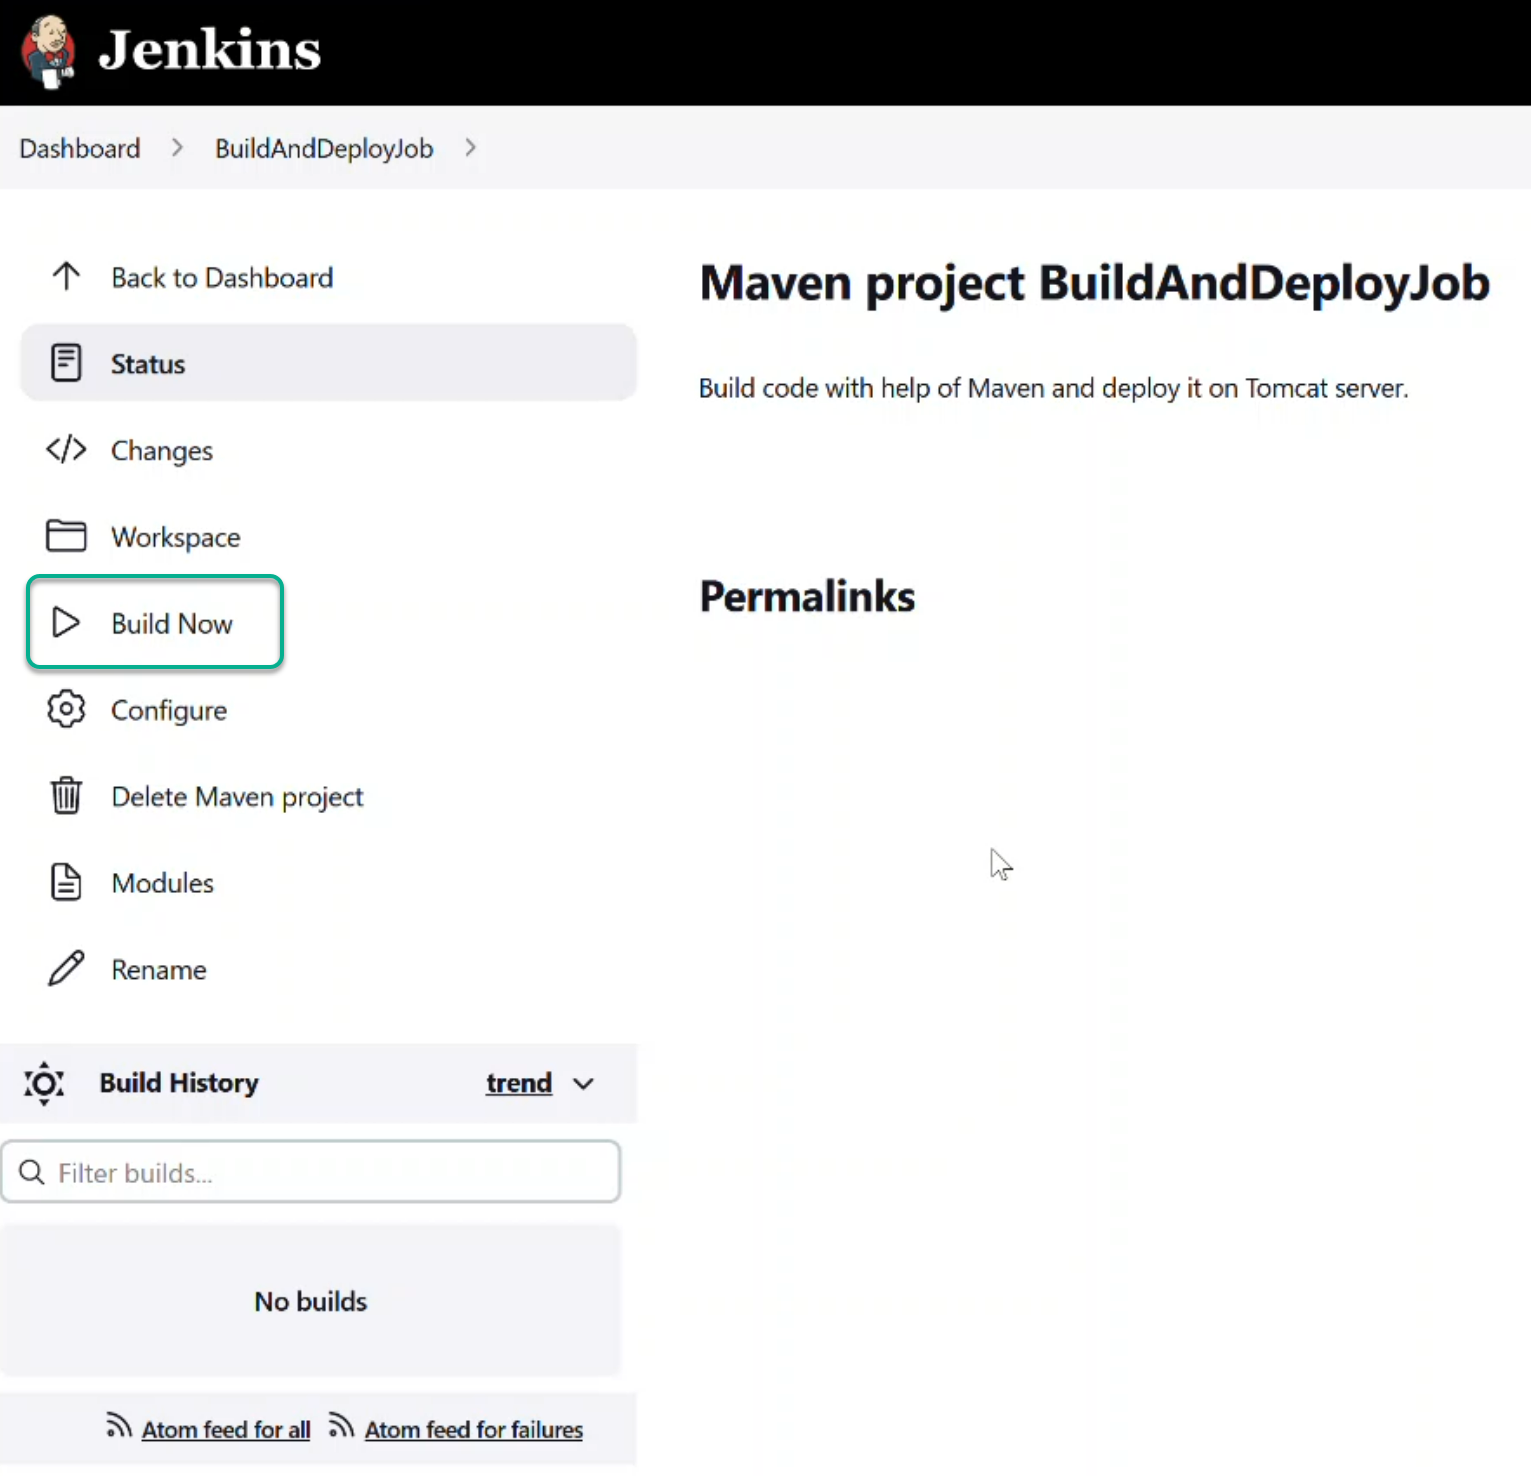 Jenkins
Dashboard
BuildAndDeployJob
Back to Dashboard
Status
Changes
Workspace
Build Now
Configure
Delete Maven project
Modules
Rename
Build History
trend
Filter builds...
No builds
Atom feed for all
Atom feed for failures
Maven project BuildAndDeployJob
Build code with help of Maven and deploy it on Tomcat server.
Permalinks